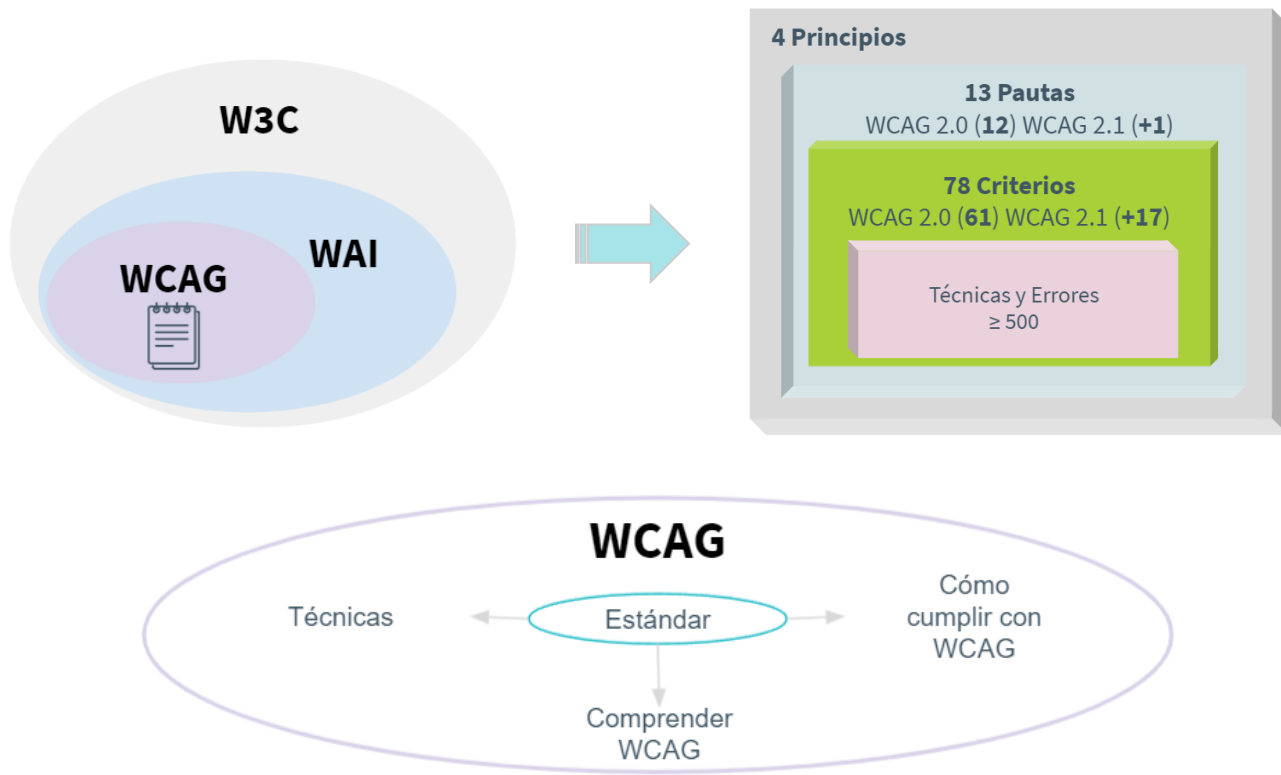 W3C
WAI
WCAG
4 Principios
13 Pautas
WCAG 2.0 (12) WCAG 2.1 (+1)
78 Criterios
WCAG 2.0 (61) WCAG 2.1 (+17)
Técnicas y Errores
≥ 500
WCAG
Técnicas
Estándar
Cómo
cumplir con
WCAG
Comprender
WCAG